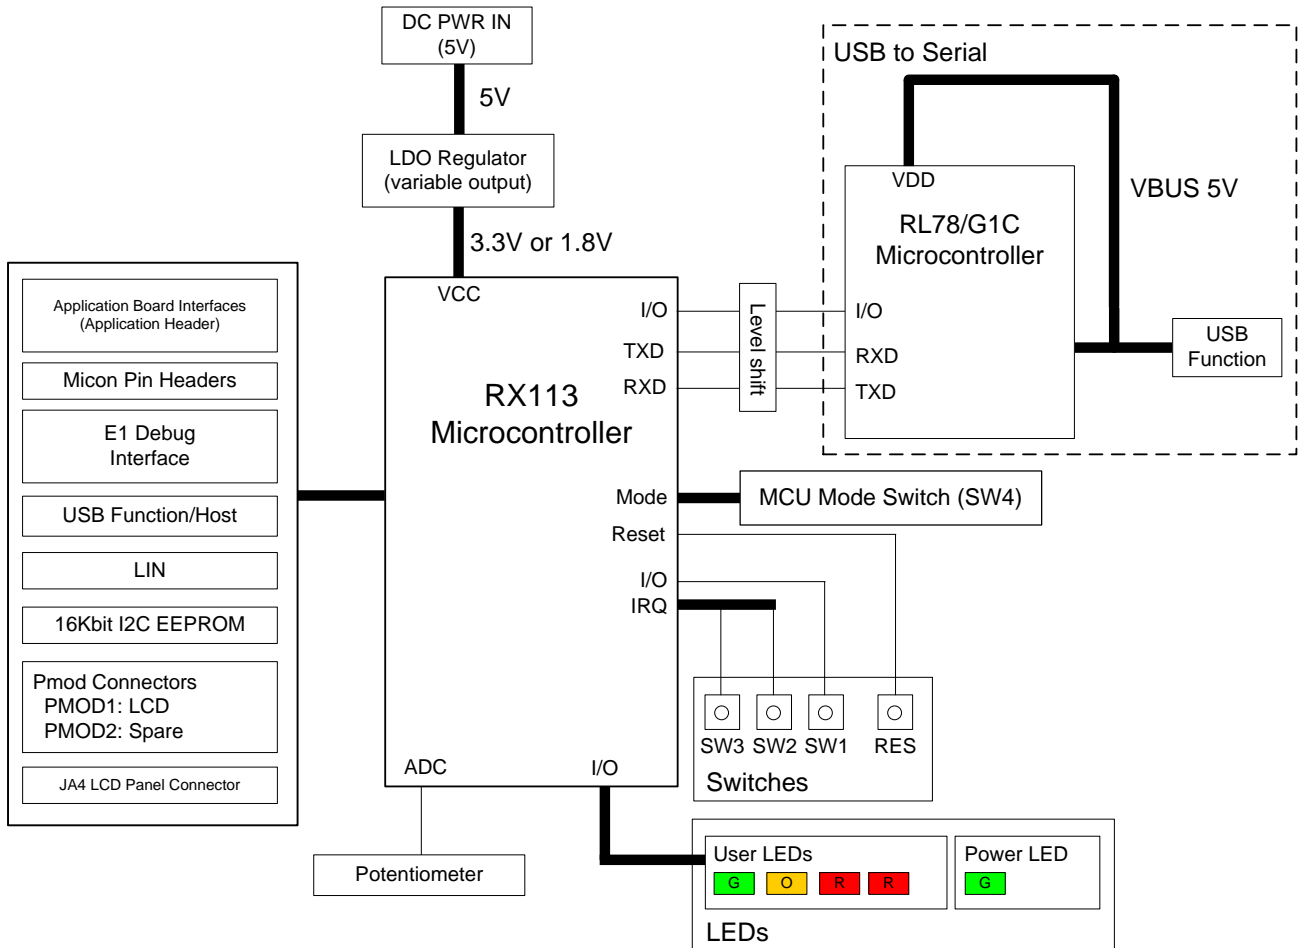 DC PWR IN
(5V)
5V
LDO Regulator
(variable output)
3.3V or 1.8V
USB to Serial
VDD
VBUS 5V
RL78/G1C
Microcontroller
I/O
RXD
TXD
USB
Function
Level shift
VCC
I/O
TXD
RXD
RX113
Microcontroller
Mode
Reset
I/O
IRQ
ADC
I/O
Application Board Interfaces
(Application Header)
Micon Pin Headers
E1 Debug
Interface
USB Function/Host
LIN
16Kbit I2C EEPROM
Pmod Connectors
PMOD1: LCD
PMOD2: Spare
JA4 LCD Panel Connector
MCU Mode Switch (SW4)
SW3 SW2 SW1 RES
Switches
Potentiometer
User LEDs
G O R R
Power LED
G
LEDs